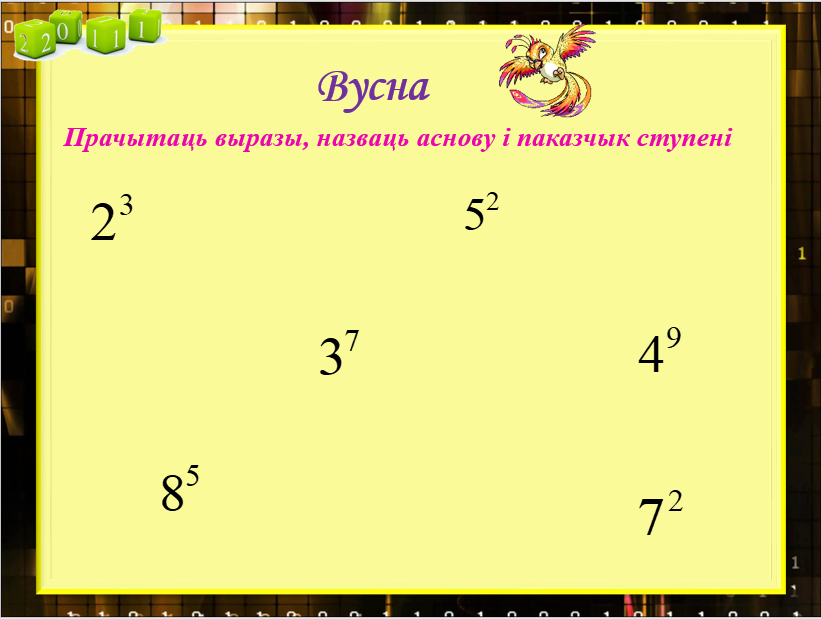 Вусна
Прачытаць выразы, назваць аснову і паказчык ступені
2³ 5²
3⁷ 4⁹
8⁵ 7²